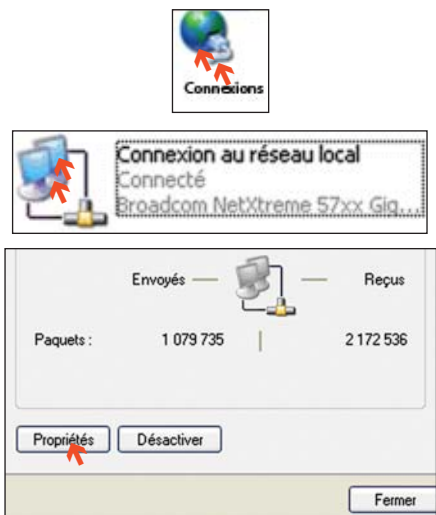 Connexions
Connexion au réseau local
Connecté
Broadcom NetXtreme 57xx Gig...
Envoyés
Reçus
Paquets :
1 079 735
2 172 536
Propriétés
Désactiver
Fermer